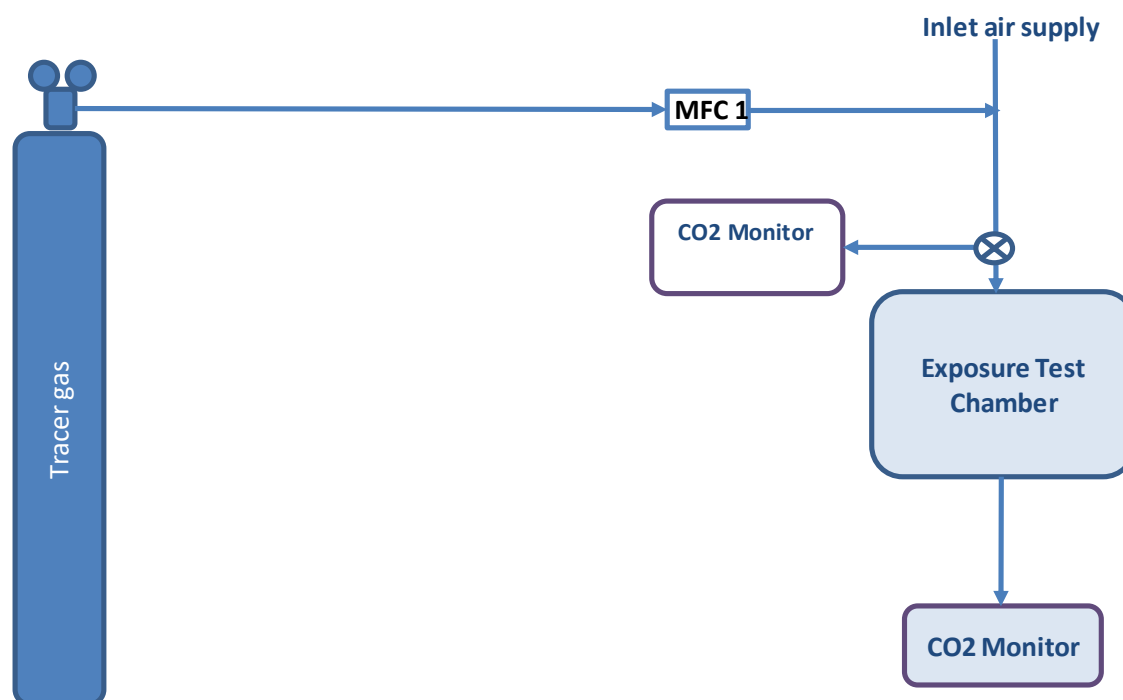 Inlet air supply
MFC 1
CO2 Monitor
Tracer gas
Exposure Test
Chamber
CO2 Monitor